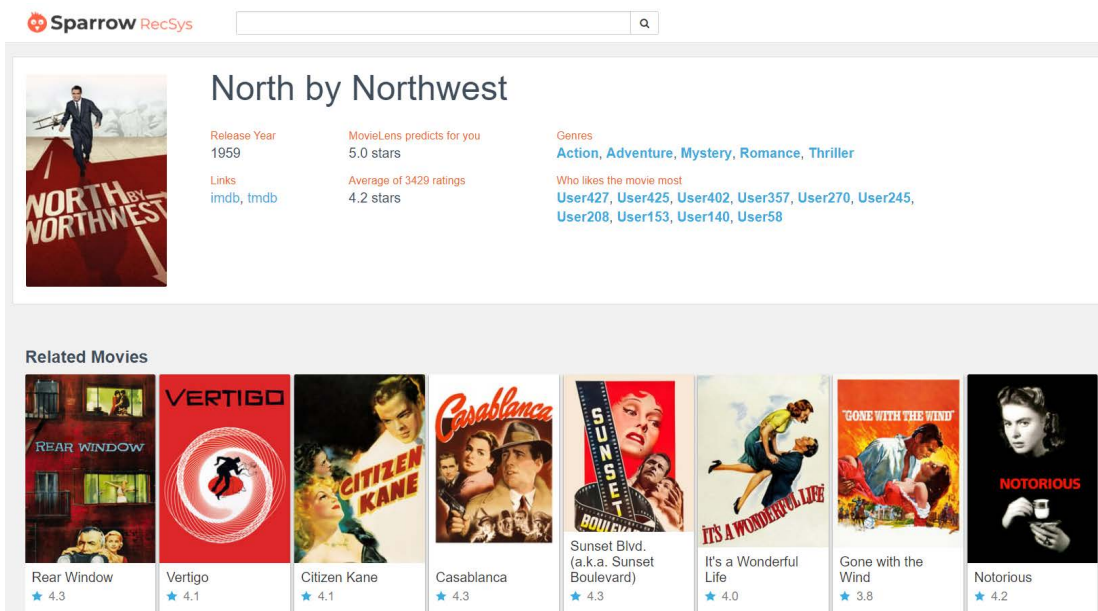 Sparrow RecSys
North by Northwest
Release Year
1959
MovieLens predicts for you
5.0 stars
Genres
Action, Adventure, Mystery, Romance, Thriller
Links
imdb, tmdb
Average of 3429 ratings
4.2 stars
Who likes the movie most
User427, User425, User402, User357, User270, User245,
User208, User153, User140, User58
NORTH BY
NORTHWEST
Related Movies
REAR WINDOW
VERTIGO
CITIZEN
KANE
Casablanca
SUNSET
BOULEV
IT'S A WONDERFUL LIFE
"GONE WITH THE WIND"
NOTORIOUS
Rear Window
4.3
Vertigo
4.1
Citizen Kane
4.1
Casablanca
4.3
Sunset Blvd.
(a.k.a. Sunset
Boulevard)
4.3
It's a Wonderful
Life
4.0
Gone with the
Wind
3.8
Notorious
4.2